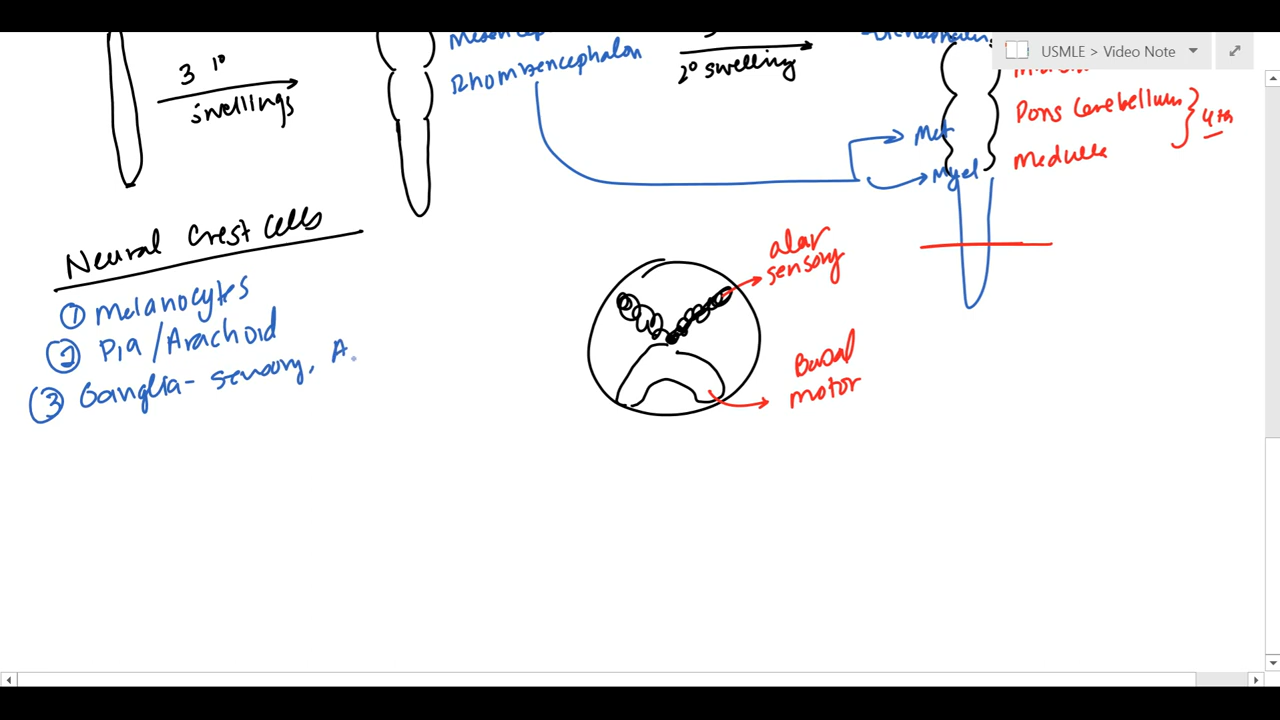 USMLE > Video Note
Rhombencephalon
3 1°
swellings
2° swelling
Pons Cerebellum
4th
Met
Medulla
Myel
Neural Crest Cells
① Melanocytes
② Pia / Arachoid
③ Ganglia - sensory, A
alar
sensory
Basal
motor